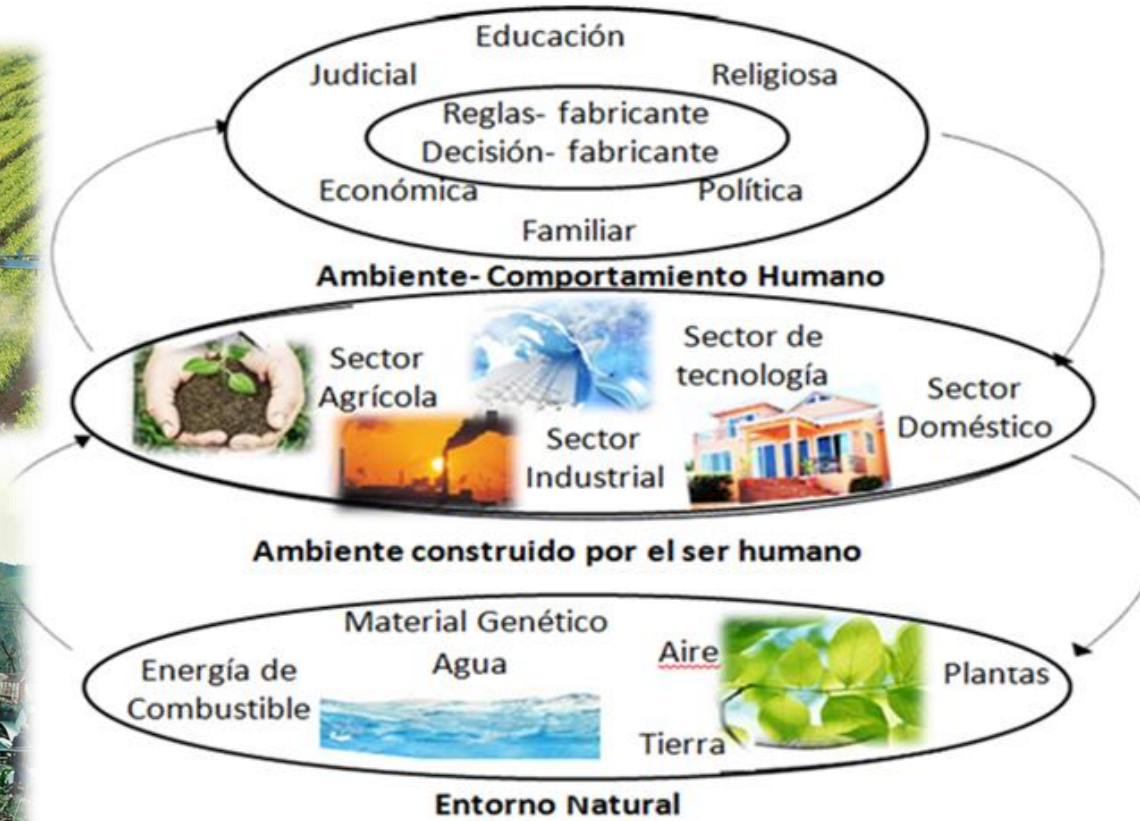 Educación
Judicial
Religiosa
Reglas- fabricante
Decisión- fabricante
Económica
Política
Familiar
Ambiente- Comportamiento Humano
Sector
Agrícola
Sector de
tecnología
Sector
Doméstico
Sector
Industrial
Ambiente construido por el ser humano
Material Genético
Agua
Energía de
Combustible
Aire
Plantas
Tierra
Entorno Natural